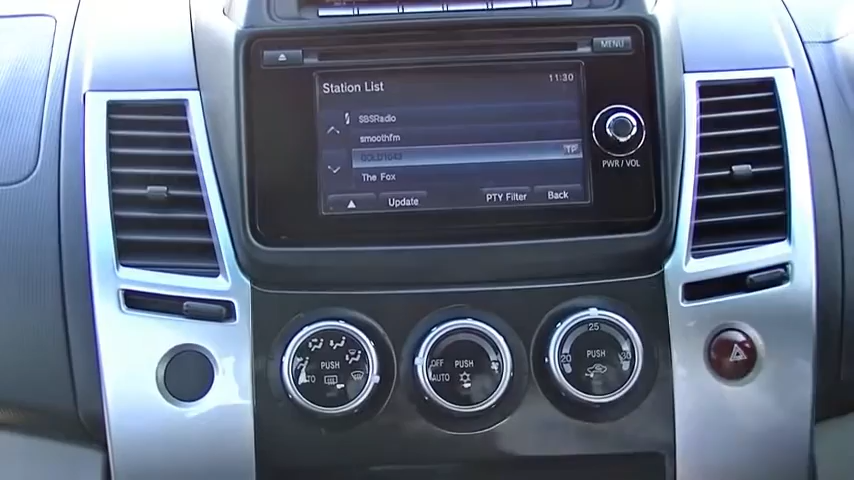 MENU
Station List 11:30
SBSRadio
smoothfm
GOLD1043 TP
The Fox
Update PTY Filter Back
PWR / VOL
PUSH
OFF PUSH
AUTO
25
20 PUSH 30